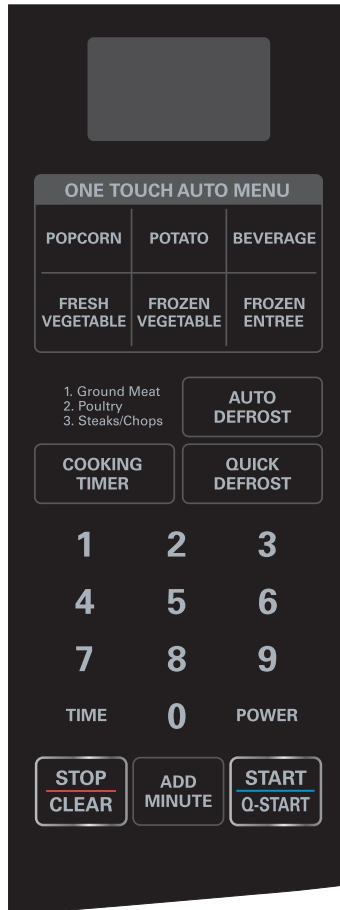 ONE TOUCH AUTO MENU
POPCORN POTATO BEVERAGE
FRESH FROZEN FROZEN
VEGETABLE VEGETABLE ENTREE
1. Ground Meat
2. Poultry
3. Steaks/Chops
AUTO
DEFROST
COOKING
TIMER
QUICK
DEFROST
1 2 3
4 5 6
7 8 9
TIME 0 POWER
STOP
CLEAR
ADD
MINUTE
START
Q-START